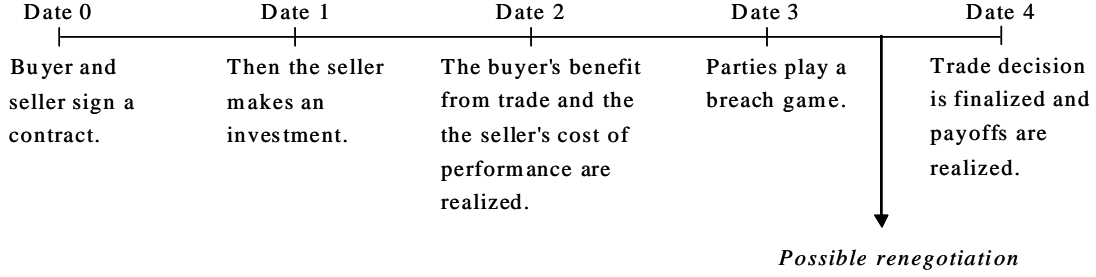 Date 0
Date 1
Date 2
Date 3
Date 4
Buyer and
seller sign a
contract.
Then the seller
makes an
investment.
The buyer's benefit
from trade and the
the seller's cost of
performance are
realized.
Parties play a
breach game.
Trade decision
is finalized and
payoffs are
realized.
Possible renegotiation